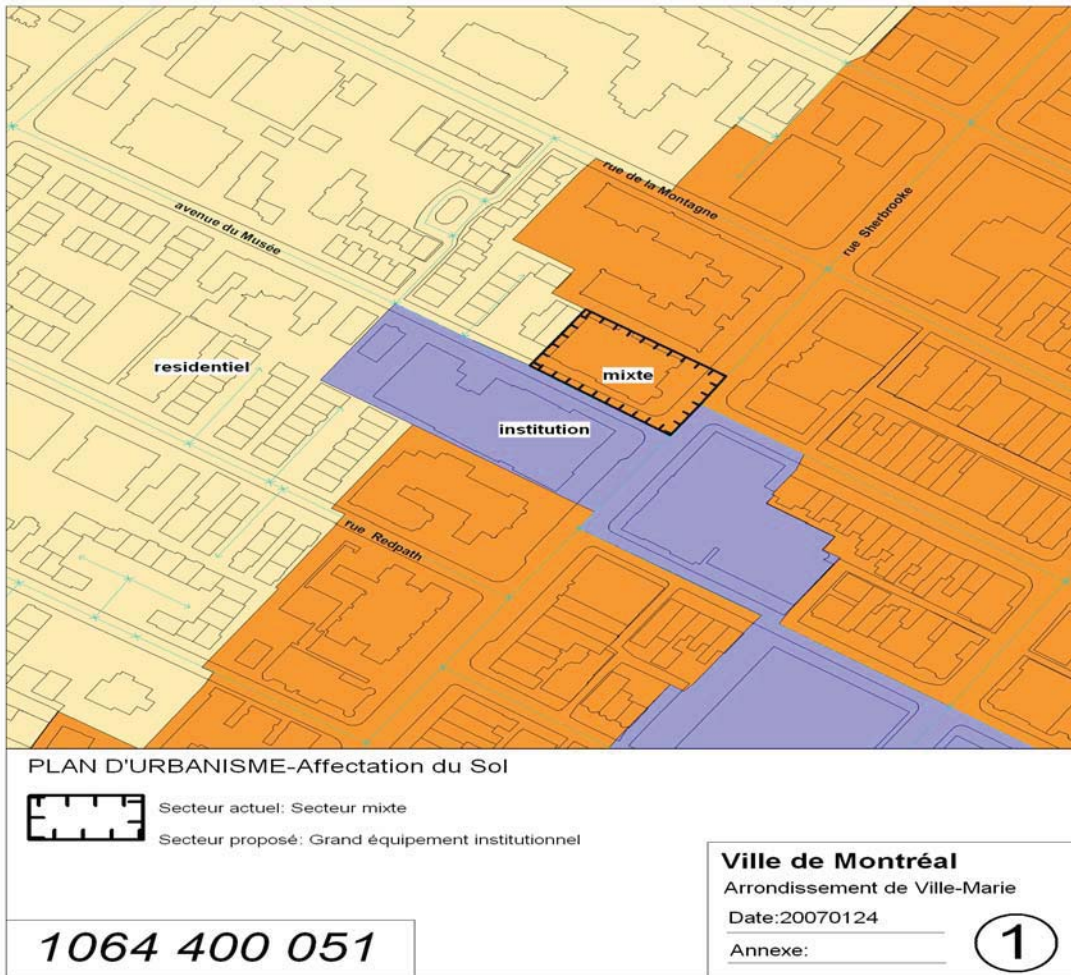 rue de la Montagne
rue Sherbrooke
avenue du Musée
residentiel
mixte
institution
rue Redpath
PLAN D'URBANISME-Affectation du Sol
Secteur actuel: Secteur mixte
Secteur proposé: Grand équipement institutionnel
Ville de Montréal
Arrondissement de Ville-Marie
Date:20070124
Annexe:
1
1064 400 051